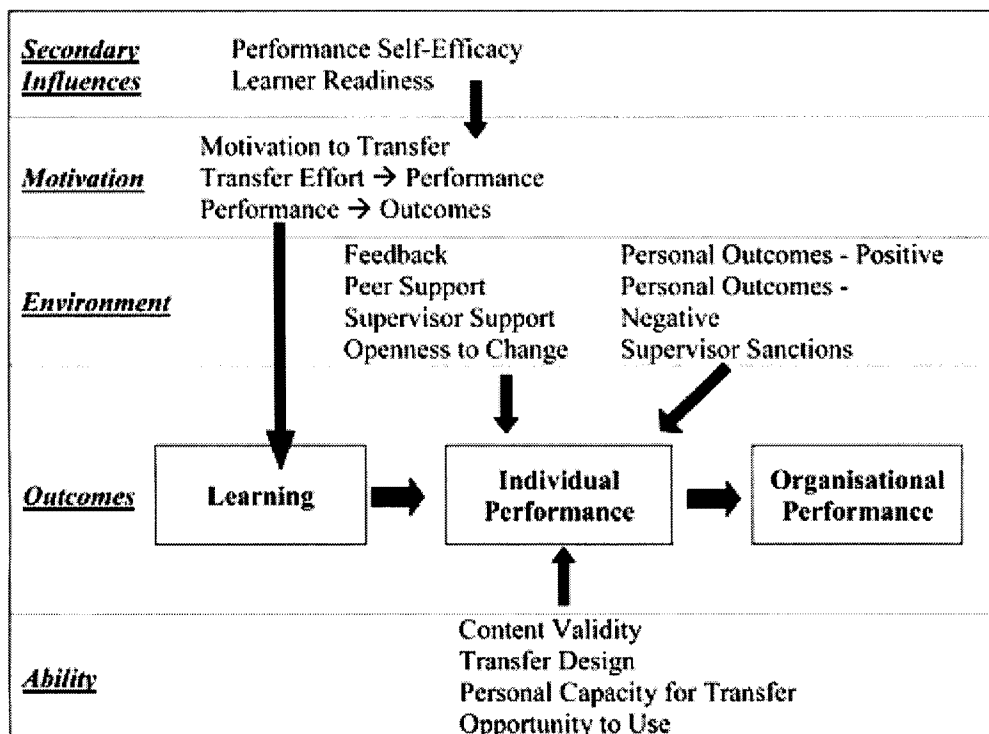 Secondary
Influences
Performance Self-Efficacy
Learner Readiness
Motivation
Motivation to Transfer
Transfer Effort → Performance
Performance → Outcomes
Environment
Feedback
Peer Support
Supervisor Support
Openness to Change
Personal Outcomes - Positive
Personal Outcomes -
Negative
Supervisor Sanctions
Outcomes
Learning
Individual
Performance
Organisational
Performance
Ability
Content Validity
Transfer Design
Personal Capacity for Transfer
Opportunity to Use